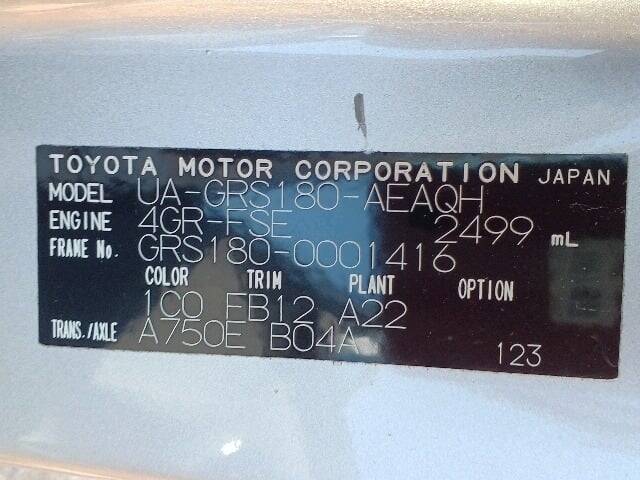 TOYOTA MOTOR CORPORATION JAPAN
MODEL UA-GRS180-AEAQH
ENGINE 4GR-FSE 2499 mL
FRAME No. GRS180-0001416
COLOR TRIM PLANT OPTION
1C0 FB12 A22
TRANS./AXLE A750E B04A
123